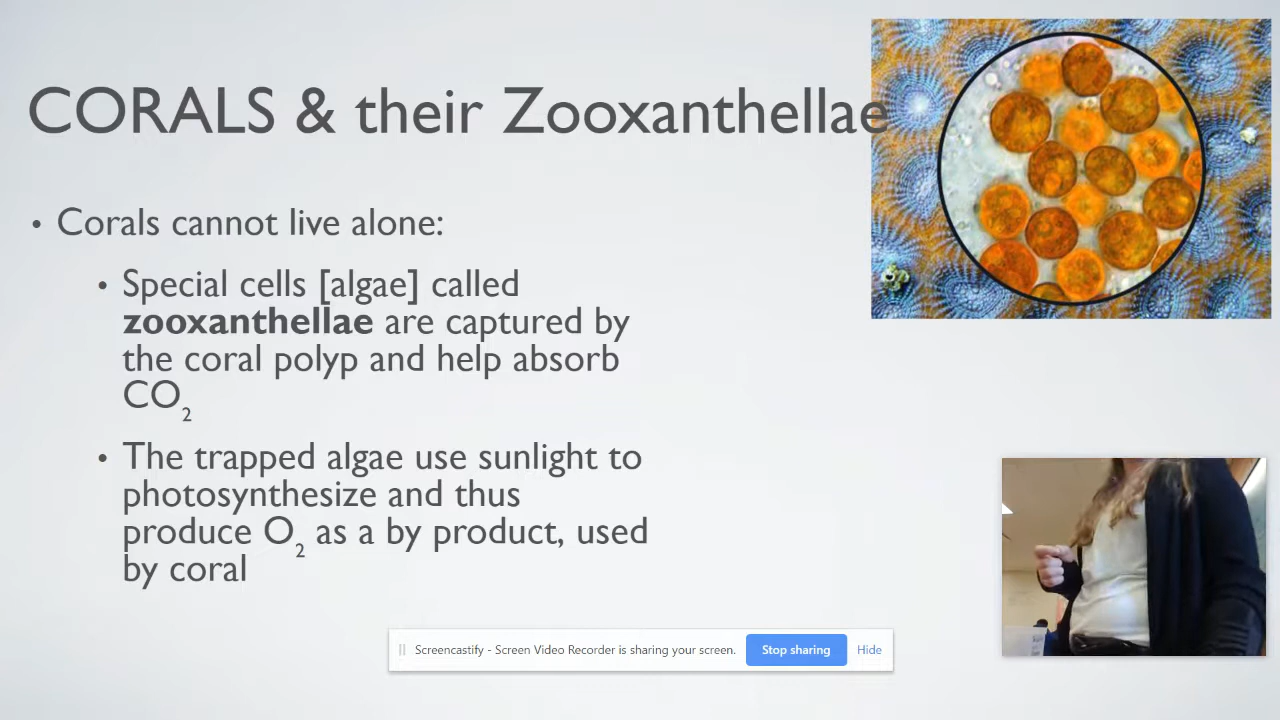 CORALS & their Zooxanthellae
• Corals cannot live alone:
• Special cells [algae] called
zooxanthellae are captured by
the coral polyp and help absorb
CO₂
• The trapped algae use sunlight to
photosynthesize and thus
produce O₂ as a by product, used
by coral
Screencastify - Screen Video Recorder is sharing your screen. Stop sharing Hide